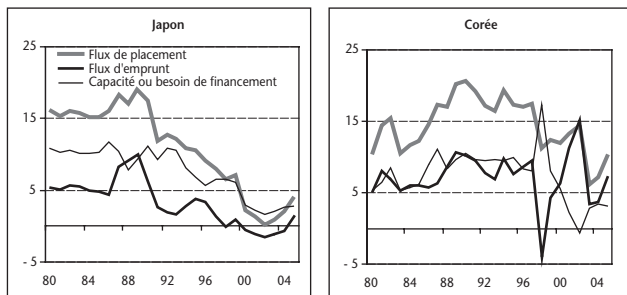 Japon
25
Flux de placement
Flux d'emprunt
Capacité ou besoin de financement
15
5
- 5
80 84 88 92 96 00 04
Corée
25
15
5
- 5
80 84 88 92 96 00 04